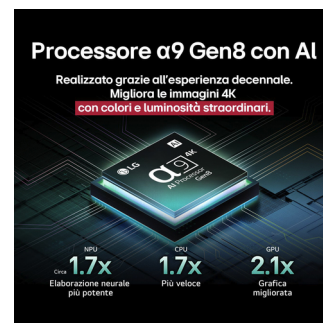 Processore α9 Gen8 con AI
Realizzato grazie all'esperienza decennale.
Migliora le immagini 4K
con colori e luminosità straordinari.
AI
LG
α9 4K
AI Processor
Gen8
NPU
Circa 1.7x
Elaborazione neurale
più potente
CPU
1.7x
Più veloce
GPU
2.1x
Grafica
migliorata